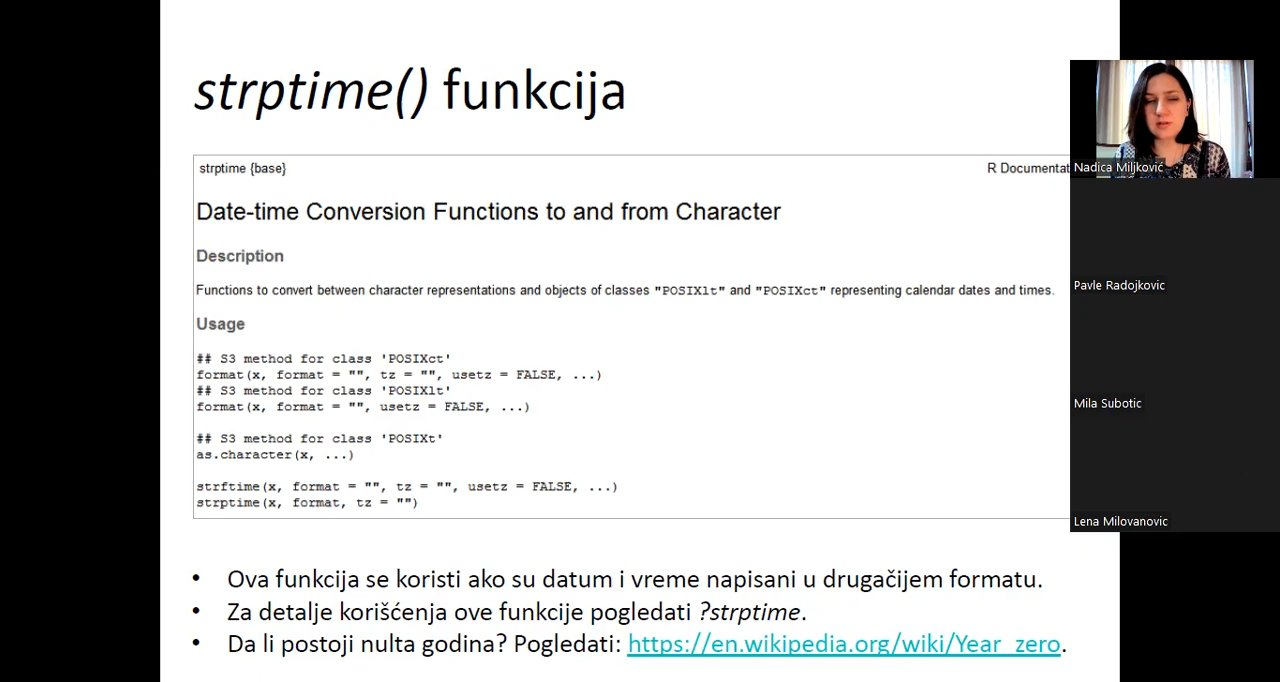 strptime() funkcija
strptime {base}
R Documentat
Date-time Conversion Functions to and from Character
Description
Functions to convert between character representations and objects of classes "POSIXlt" and "POSIXct" representing calendar dates and times.
Usage
## S3 method for class 'POSIXct'
format(x, format = "", tz = "", usetz = FALSE, ...)
## S3 method for class 'POSIXlt'
format(x, format = "", usetz = FALSE, ...)
## S3 method for class 'POSIXt'
as.character(x, ...)
strftime(x, format = "", tz = "", usetz = FALSE, ...)
strptime(x, format, tz = "")
• Ova funkcija se koristi ako su datum i vreme napisani u drugačijem formatu.
• Za detalje korišćenja ove funkcije pogledati ?strptime.
• Da li postoji nulta godina? Pogledati: https://en.wikipedia.org/wiki/Year_zero.
Nadica Miljković
Pavle Radojkovic
Mila Subotic
Lena Milovanovic